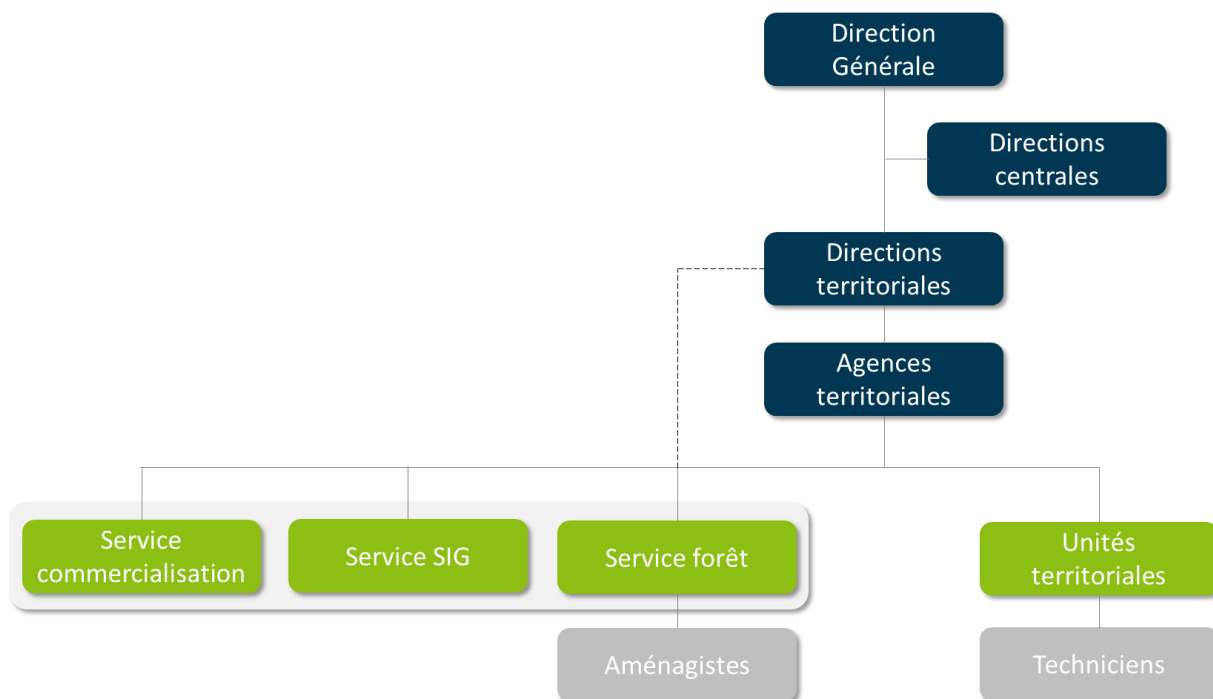 Direction
Générale
Directions
centrales
Directions
territoriales
Agences
territoriales
Service
commercialisation
Service SIG
Service forêt
Unités
territoriales
Aménagistes
Techniciens